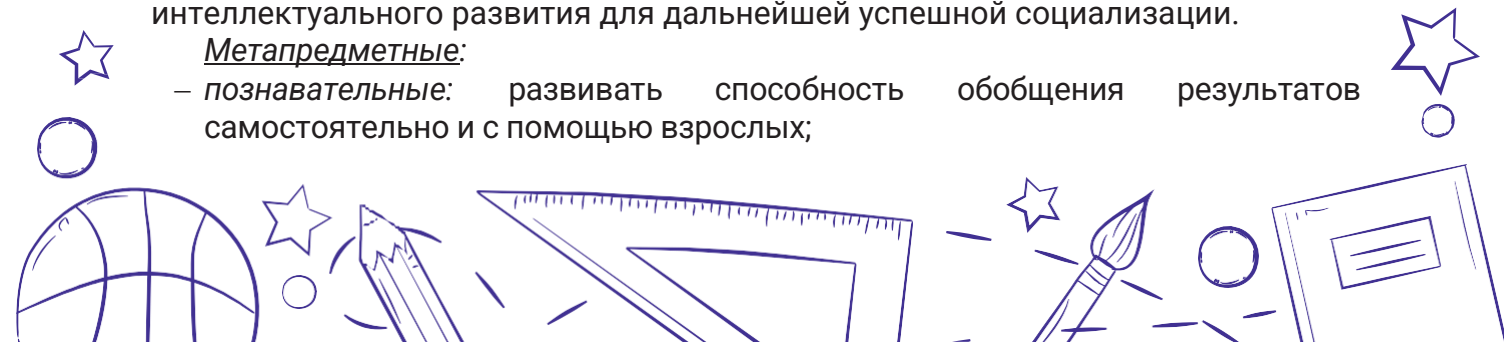 интеллектуального развития для дальнейшей успешной социализации.
Метапредметные:
– познавательные: развивать способность обобщения результатов
самостоятельно и с помощью взрослых;